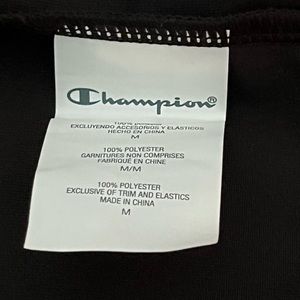 Champion®
EXCLUYENDO ACCESORIOS Y ELASTICOS
HECHO EN CHINA
M
100% POLYESTER
GARNITURES NON COMPRISES
FABRIQUÉ EN CHINE
M/M
100% POLYESTER
EXCLUSIVE OF TRIM AND ELASTICS
MADE IN CHINA
M